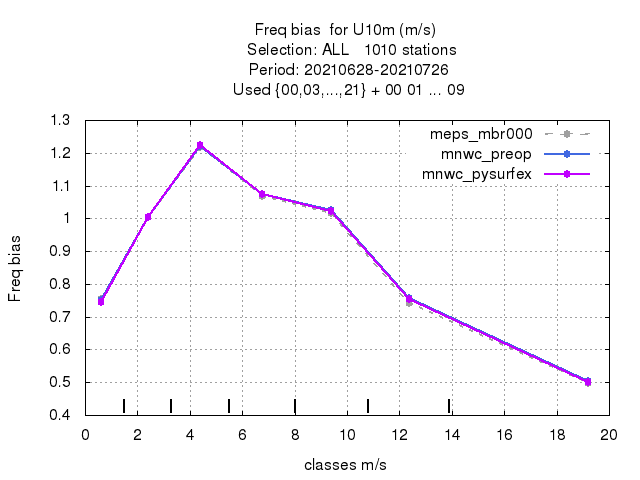 Freq bias  for U10m (m/s)
Selection: ALL   1010 stations
Period: 20210628-20210726
Used {00,03,...,21} + 00 01 ... 09
meps_mbr000
mnwc_preop
mnwc_pysurfex
1.3
1.2
1.1
1
0.9
0.8
0.7
0.6
0.5
0.4
Freq bias
0 2 4 6 8 10 12 14 16 18 20
classes m/s